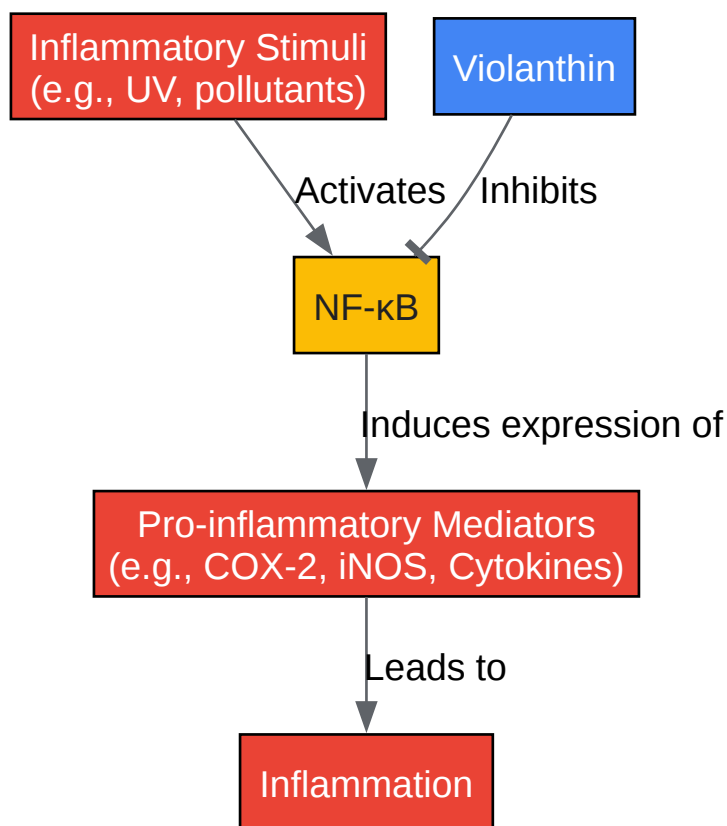 Inflammatory Stimuli
(e.g., UV, pollutants)
Violanthin
Activates
Inhibits
NF-κB
Induces expression of
Pro-inflammatory Mediators
(e.g., COX-2, iNOS, Cytokines)
Leads to
Inflammation